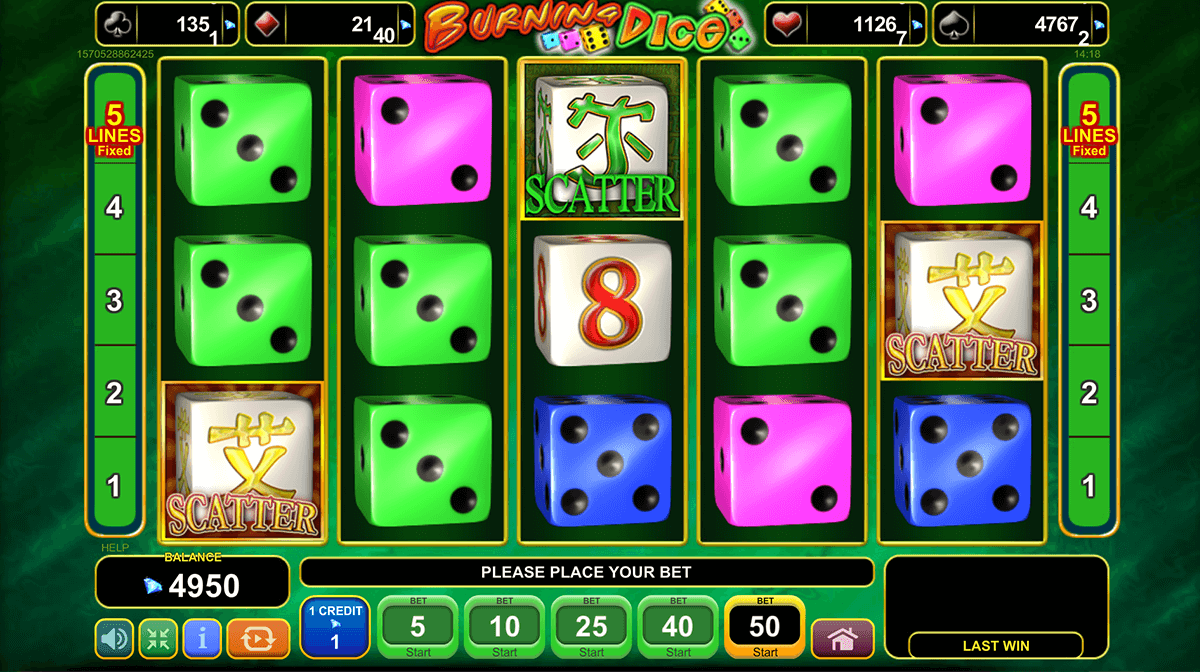 135 1
21 40
BURNING DICE
1126 7
4767 2
1570528862425
14:18
5
LINES
Fixed
4
3
2
1
5
LINES
Fixed
4
3
2
1
SCATTER
8
SCATTER
SCATTER
HELP
BALANCE
4950
PLEASE PLACE YOUR BET
1 CREDIT
1
BET
5
Start
BET
10
Start
BET
25
Start
BET
40
Start
BET
50
Start
LAST WIN